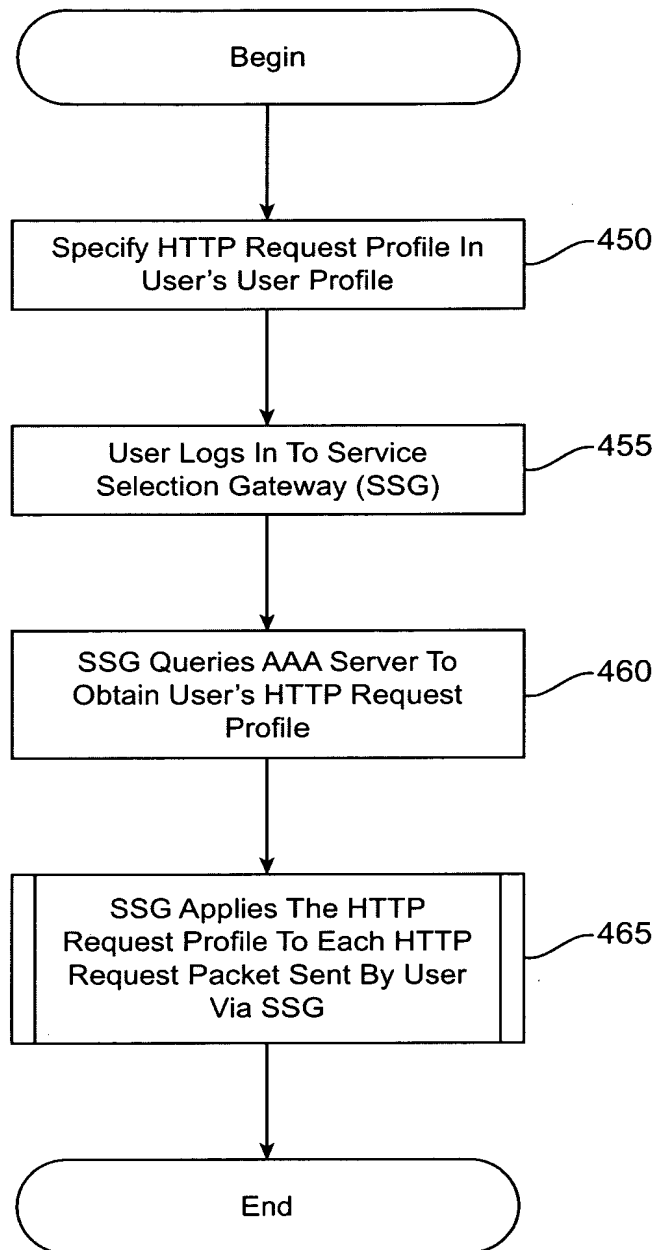 Begin
Specify HTTP Request Profile In
User's User Profile
450
User Logs In To Service
Selection Gateway (SSG)
455
SSG Queries AAA Server To
Obtain User's HTTP Request
Profile
460
SSG Applies The HTTP
Request Profile To Each HTTP
Request Packet Sent By User
Via SSG
465
End